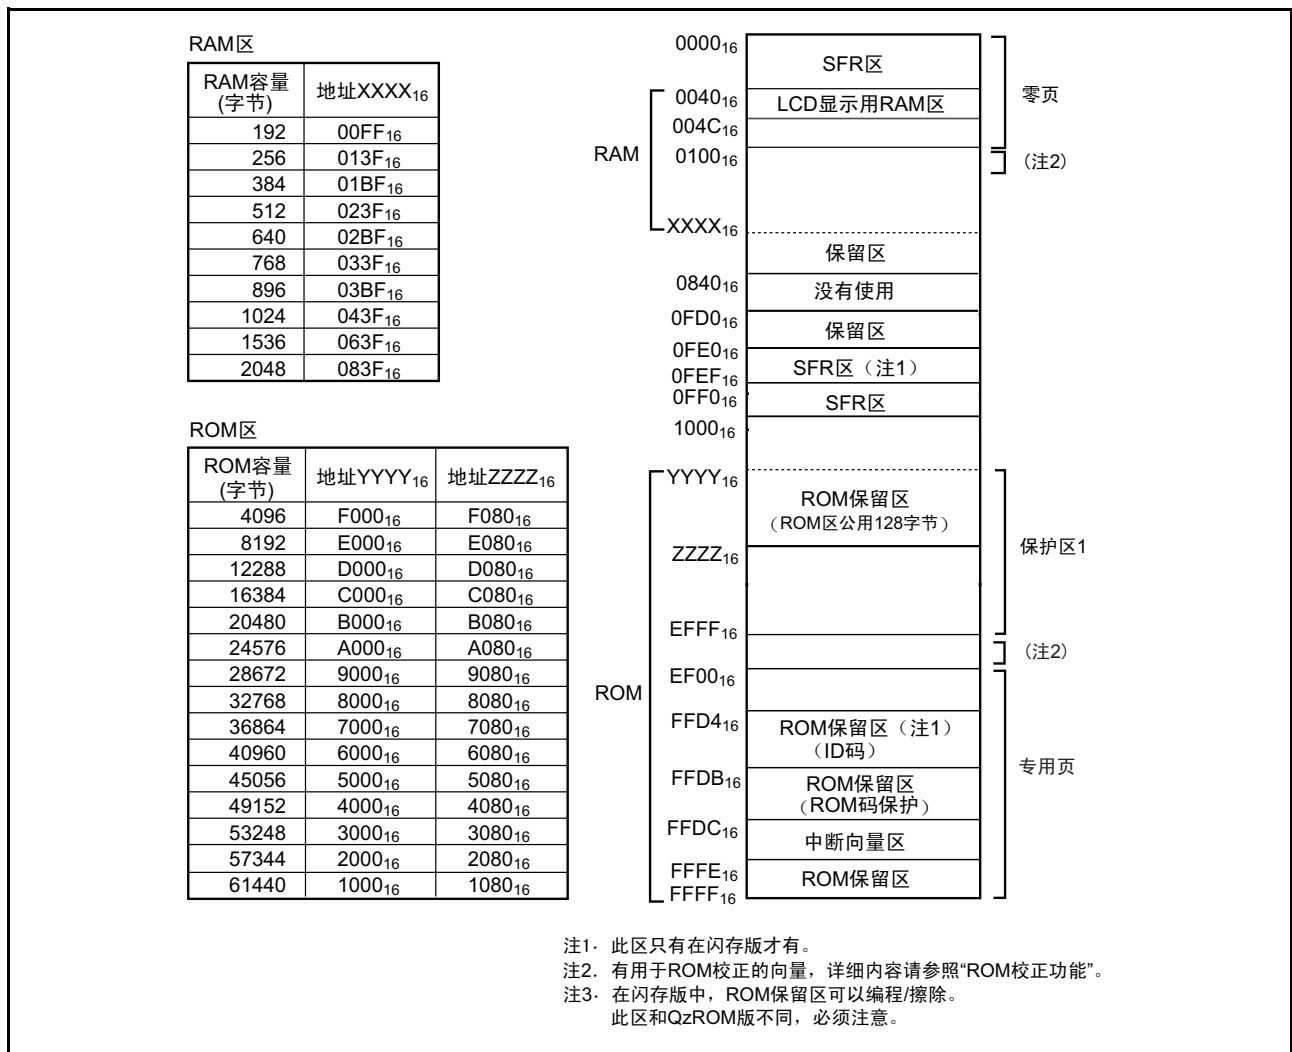 RAM区
RAM容量
(字节)
地址XXXX₁₆
192 00FF₁₆
256 013F₁₆
384 01BF₁₆
512 023F₁₆
640 02BF₁₆
768 033F₁₆
896 03BF₁₆
1024 043F₁₆
1536 063F₁₆
2048 083F₁₆
ROM区
ROM容量
(字节)
地址YYYY₁₆ 地址ZZZZ₁₆
4096 F000₁₆ F080₁₆
8192 E000₁₆ E080₁₆
12288 D000₁₆ D080₁₆
16384 C000₁₆ C080₁₆
20480 B000₁₆ B080₁₆
24576 A000₁₆ A080₁₆
28672 9000₁₆ 9080₁₆
32768 8000₁₆ 8080₁₆
36864 7000₁₆ 7080₁₆
40960 6000₁₆ 6080₁₆
45056 5000₁₆ 5080₁₆
49152 4000₁₆ 4080₁₆
53248 3000₁₆ 3080₁₆
57344 2000₁₆ 2080₁₆
61440 1000₁₆ 1080₁₆
0000₁₆
SFR区
零页
0040₁₆
LCD显示用RAM区
004C₁₆
RAM
0100₁₆
（注2）
XXXX₁₆
保留区
0840₁₆
没有使用
0FD0₁₆
保留区
0FE0₁₆
SFR区（注1）
0FEF₁₆
0FF0₁₆
SFR区
1000₁₆
YYYY₁₆
ROM保留区
（ROM区公用128字节）
保护区1
ZZZZ₁₆
EFFF₁₆
（注2）
EF00₁₆
ROM
FFD4₁₆
ROM保留区（注1）
（ID码）
专用页
FFDB₁₆
ROM保留区
（ROM码保护）
FFDC₁₆
中断向量区
FFFE₁₆
ROM保留区
FFFF₁₆
注1. 此区只有在闪存版才有。
注2. 有用于ROM校正的向量，详细内容请参照“ROM校正功能”。
注3. 在闪存版中，ROM保留区可以编程/擦除。
此区和QzROM版不同，必须注意。